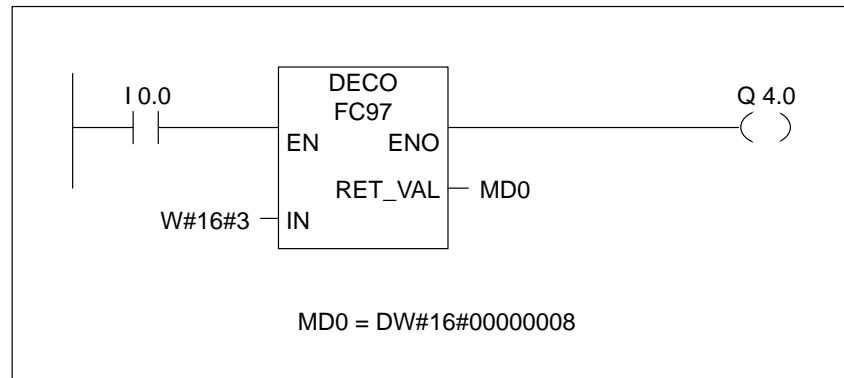 I 0.0
DECO
FC97
EN ENO
Q 4.0
RET_VAL MD0
W#16#3 IN
MD0 = DW#16#00000008